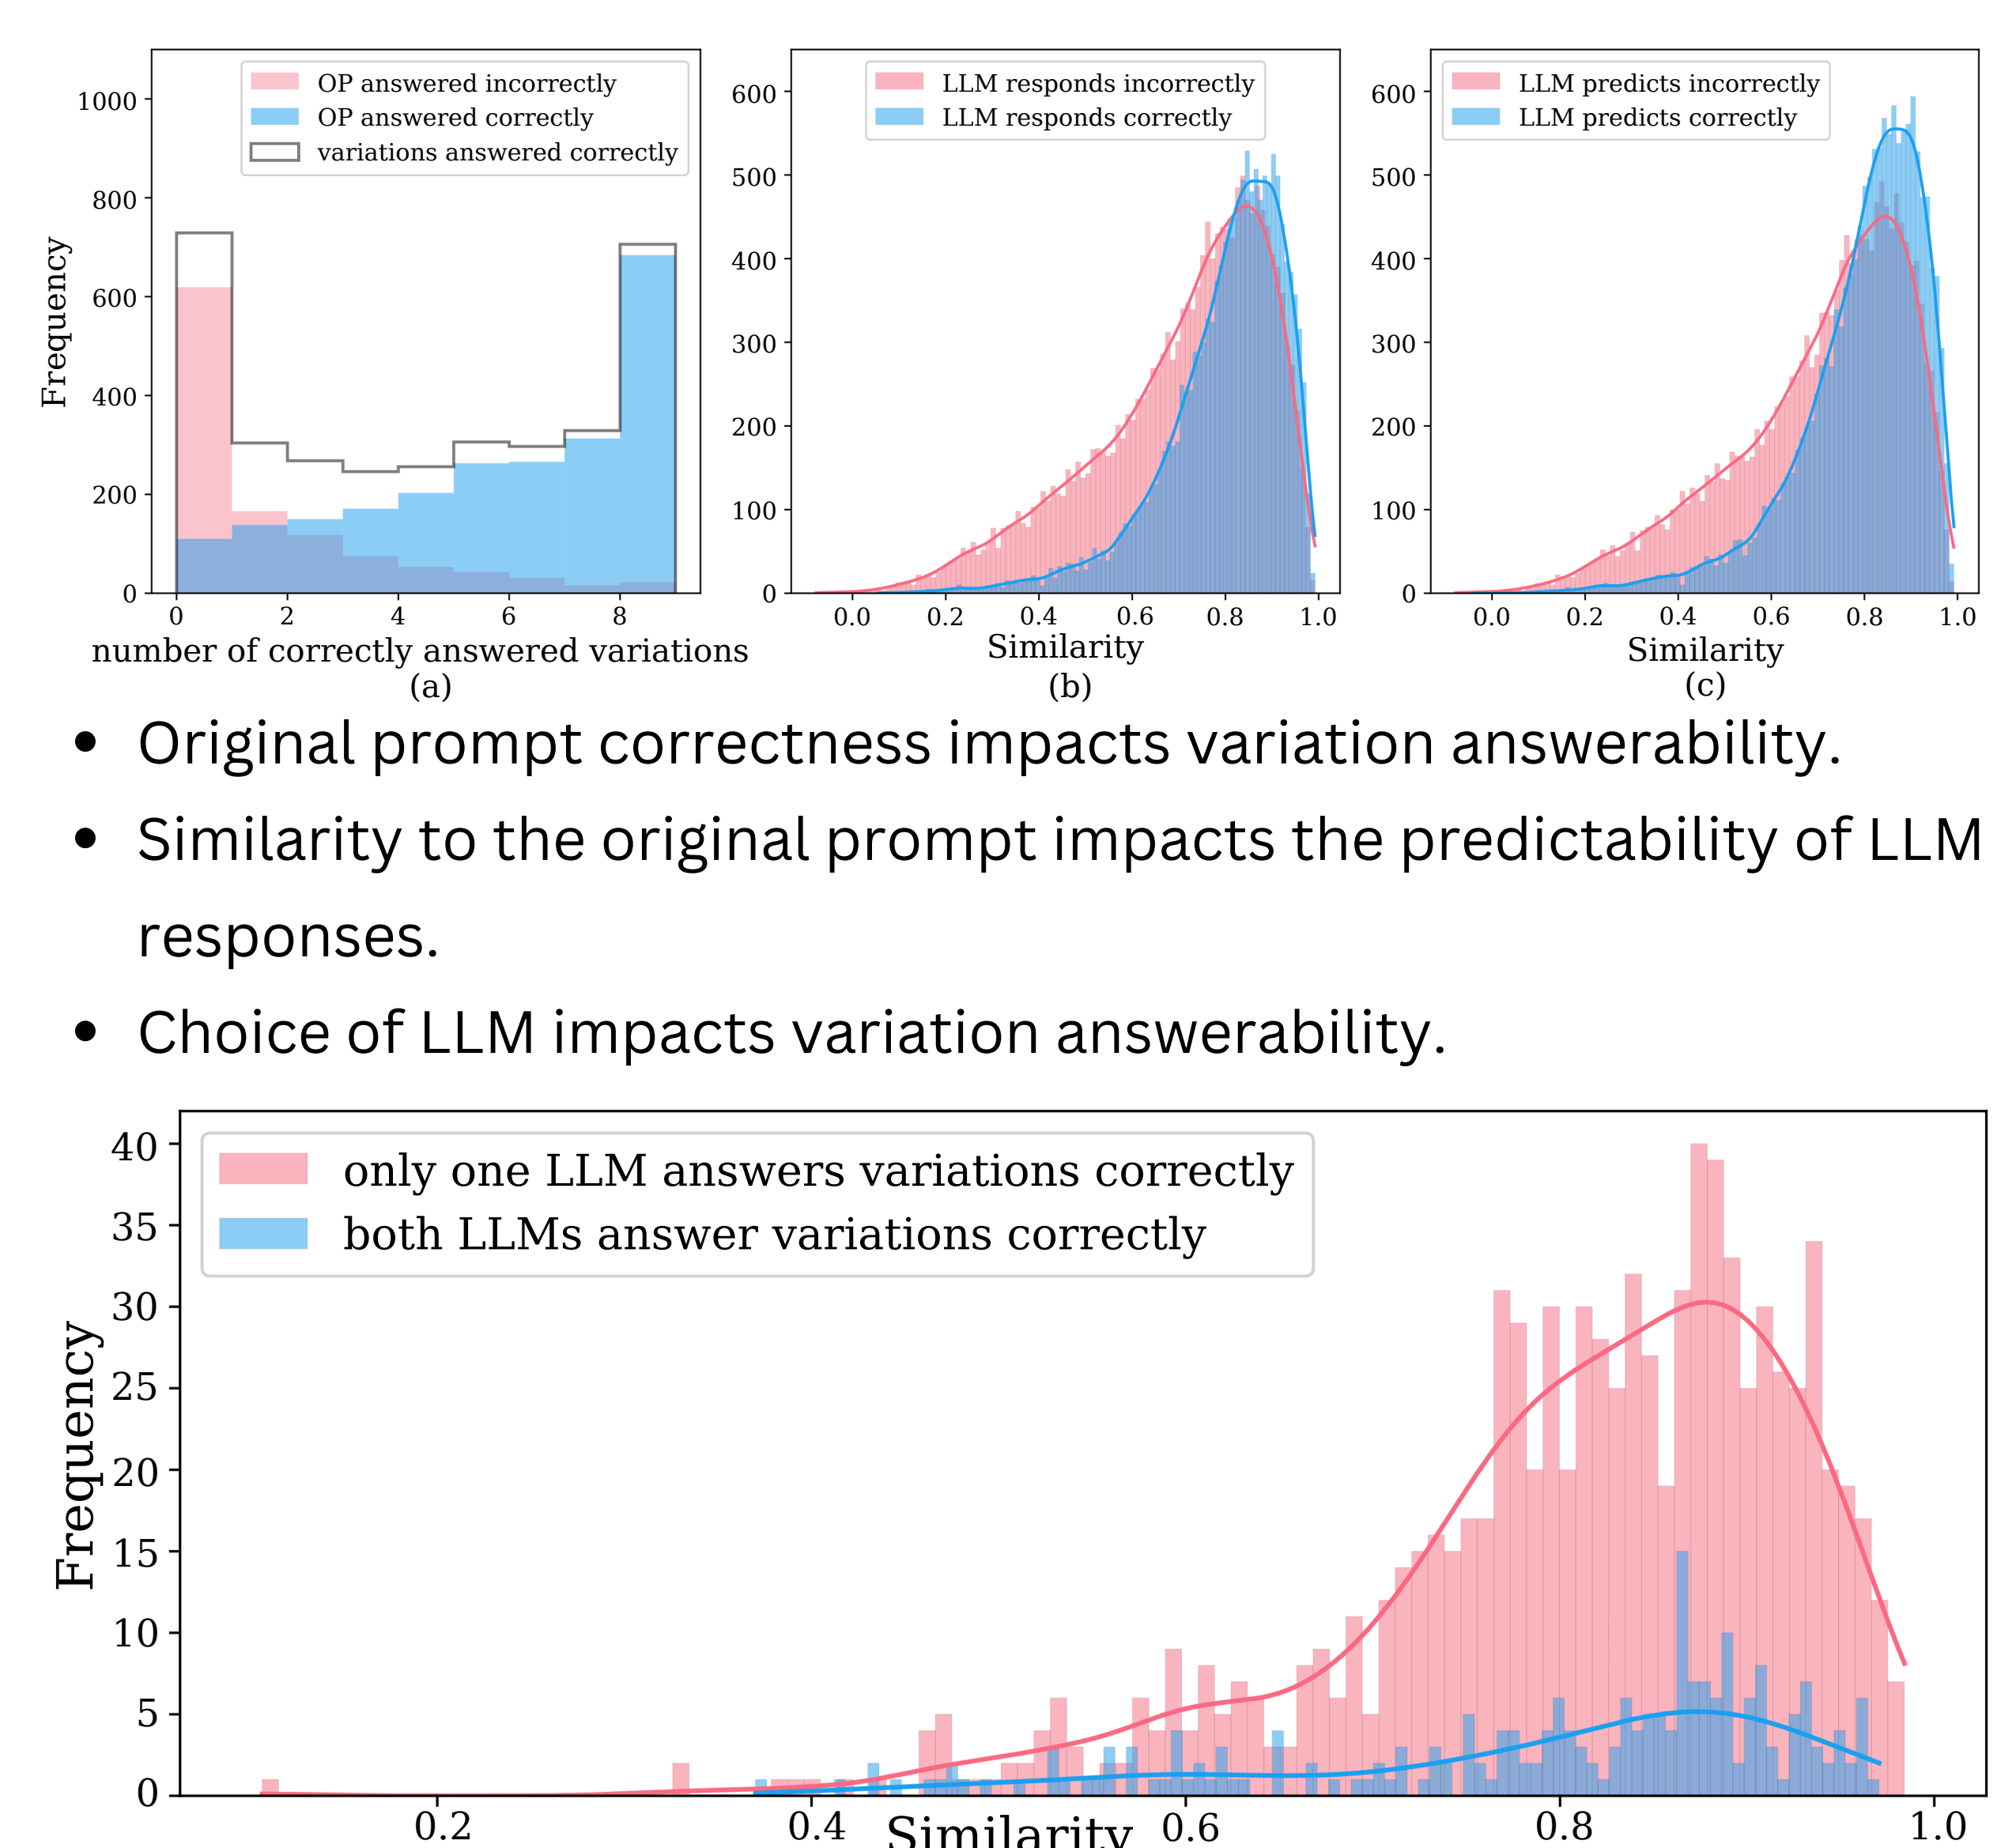 OP answered incorrectly
OP answered correctly
variations answered correctly
1000
800
600
400
200
0
Frequency
0 2 4 6 8
number of correctly answered variations
(a)
LLM responds incorrectly
LLM responds correctly
600
500
400
300
200
100
0
0.0 0.2 0.4 0.6 0.8 1.0
Similarity
(b)
LLM predicts incorrectly
LLM predicts correctly
600
500
400
300
200
100
0
0.0 0.2 0.4 0.6 0.8 1.0
Similarity
(c)
• Original prompt correctness impacts variation answerability.
• Similarity to the original prompt impacts the predictability of LLM
responses.
• Choice of LLM impacts variation answerability.
only one LLM answers variations correctly
both LLMs answer variations correctly
40
35
30
25
20
15
10
5
0
Frequency
0.2 0.4 0.6 0.8 1.0
Similarity